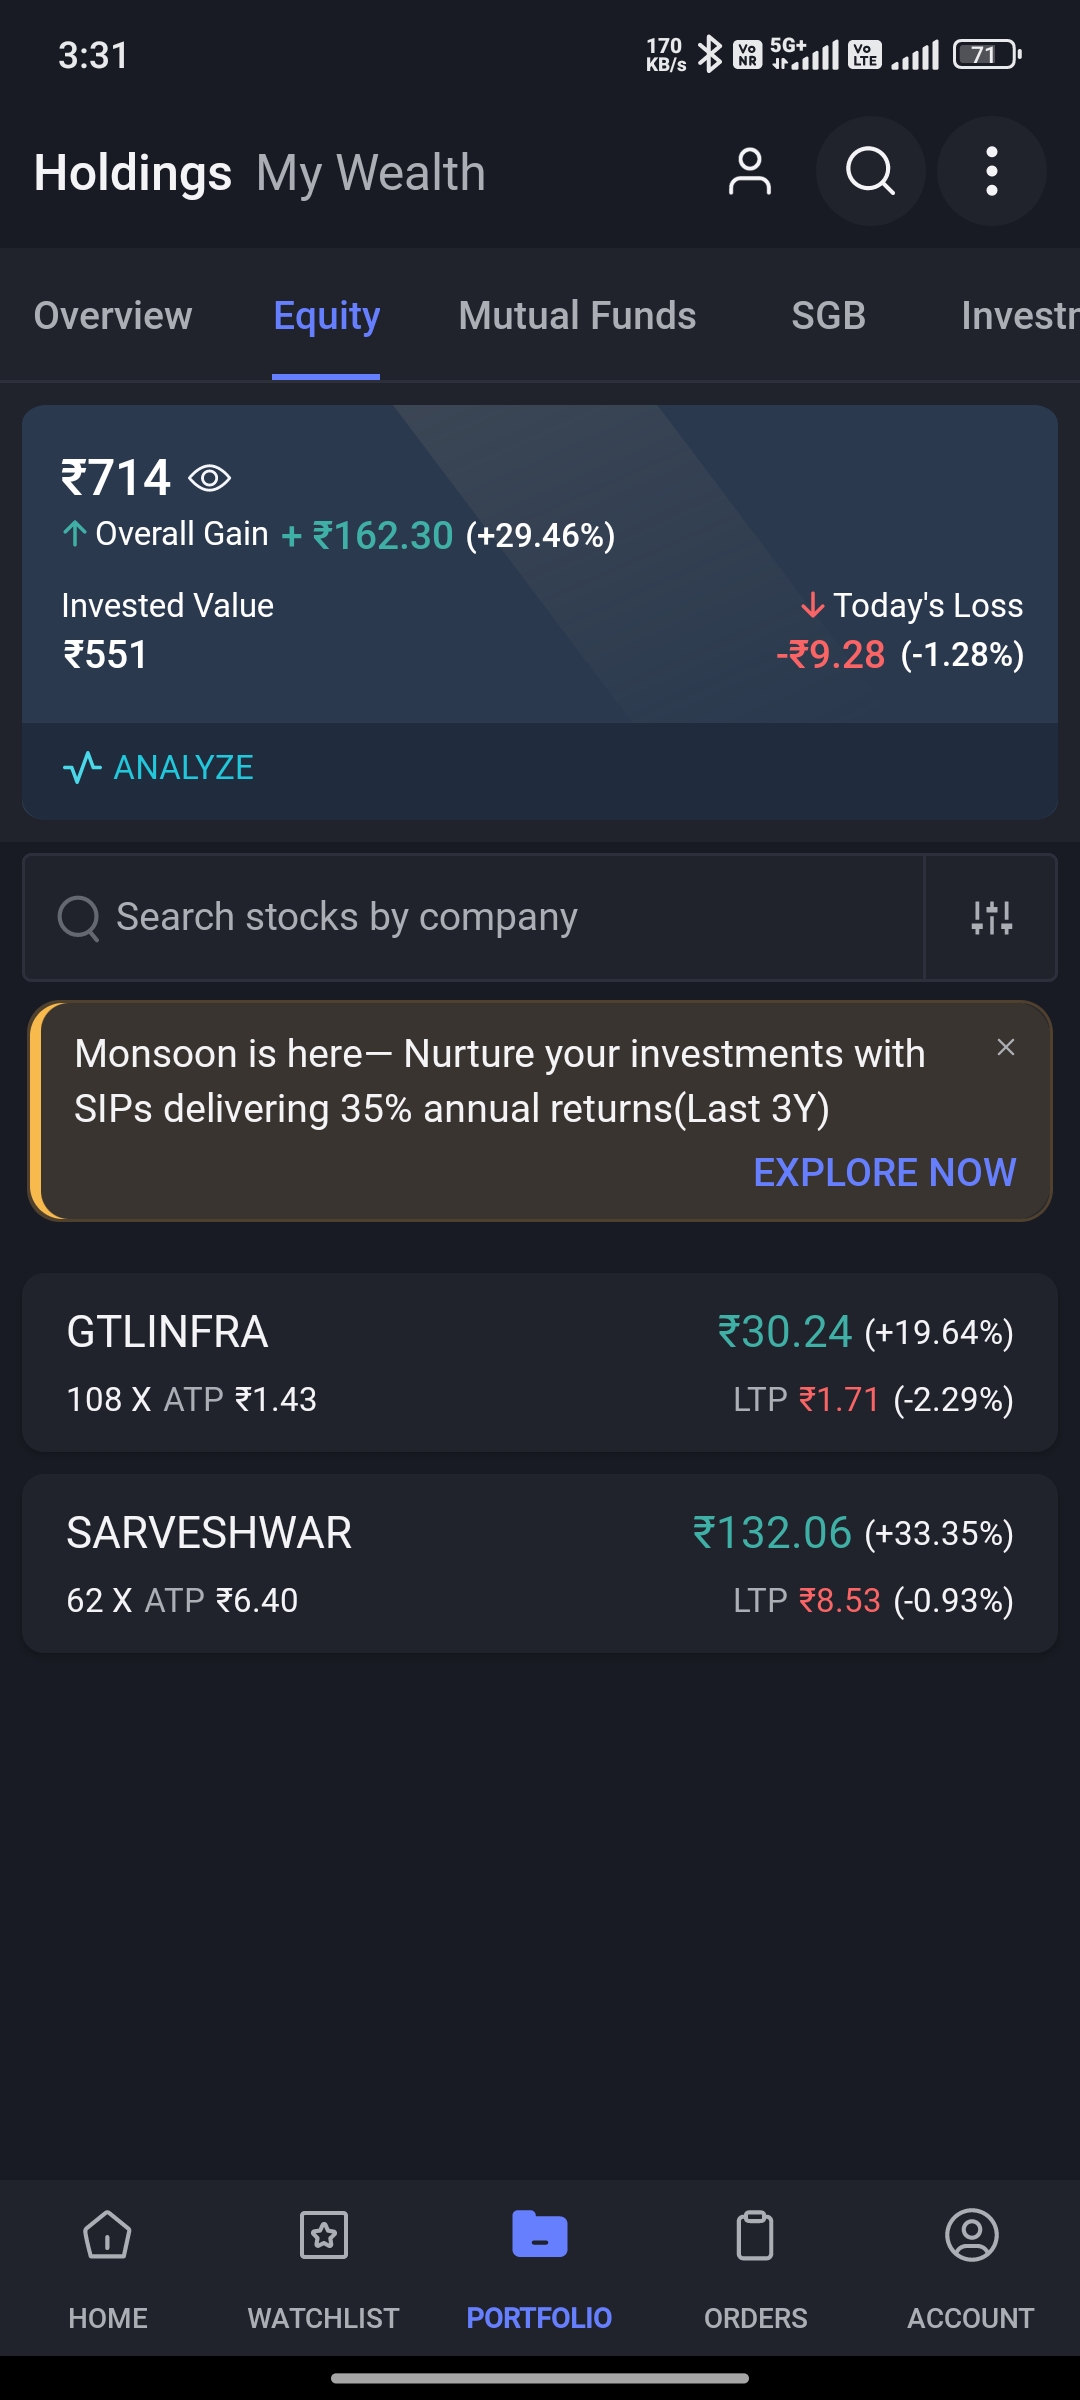 3:31
170 KB/s Vo NR 5G+ Vo LTE 71
Holdings My Wealth
Overview Equity Mutual Funds SGB Investr
₹714
Overall Gain + ₹162.30 (+29.46%)
Invested Value Today's Loss
₹551 -₹9.28 (-1.28%)
ANALYZE
Search stocks by company
Monsoon is here— Nurture your investments with
SIPs delivering 35% annual returns(Last 3Y)
EXPLORE NOW
GTLINFRA ₹30.24 (+19.64%)
108 X ATP ₹1.43 LTP ₹1.71 (-2.29%)
SARVESHWAR ₹132.06 (+33.35%)
62 X ATP ₹6.40 LTP ₹8.53 (-0.93%)
HOME WATCHLIST PORTFOLIO ORDERS ACCOUNT